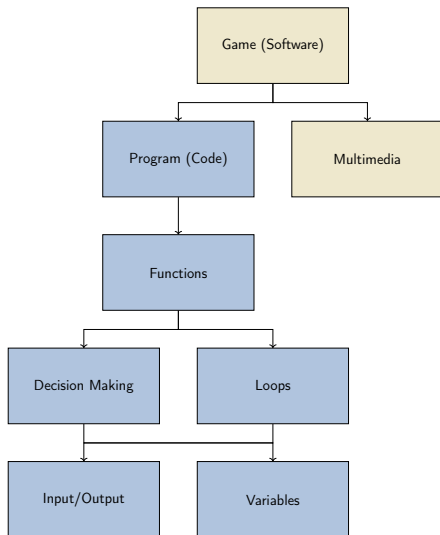 Game (Software)
Program (Code)
Multimedia
Functions
Decision Making
Loops
Input/Output
Variables